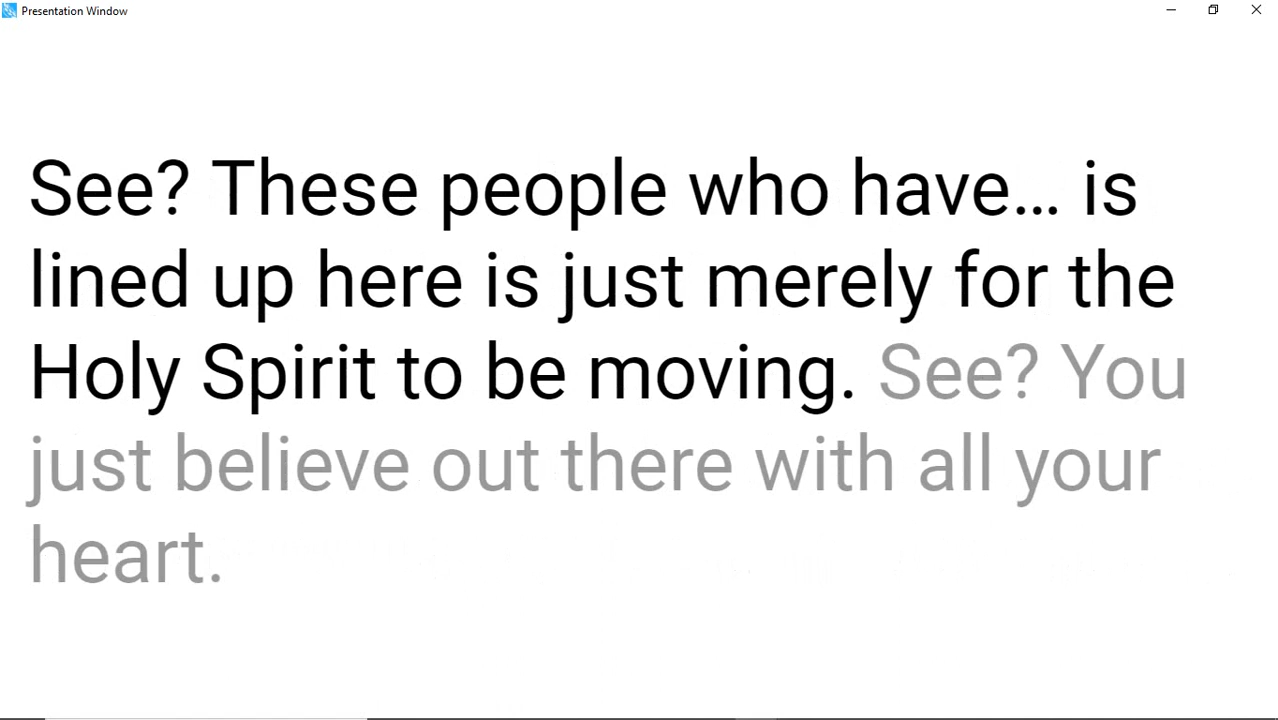 Presentation Window
See? These people who have… is
lined up here is just merely for the
Holy Spirit to be moving. See? You
just believe out there with all your
heart.